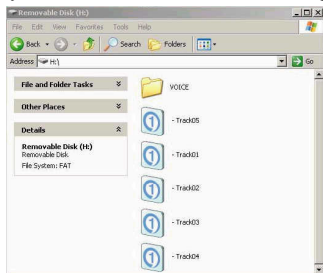 Removable Disk (H:)
File Edit View Favorites Tools Help
Back Search Folders
Address H:\ Go
File and Folder Tasks
Other Places
Details
Removable Disk (H:)
Removable Disk
File System: FAT
VOICE
- Track05
- Track01
- Track02
- Track03
- Track04